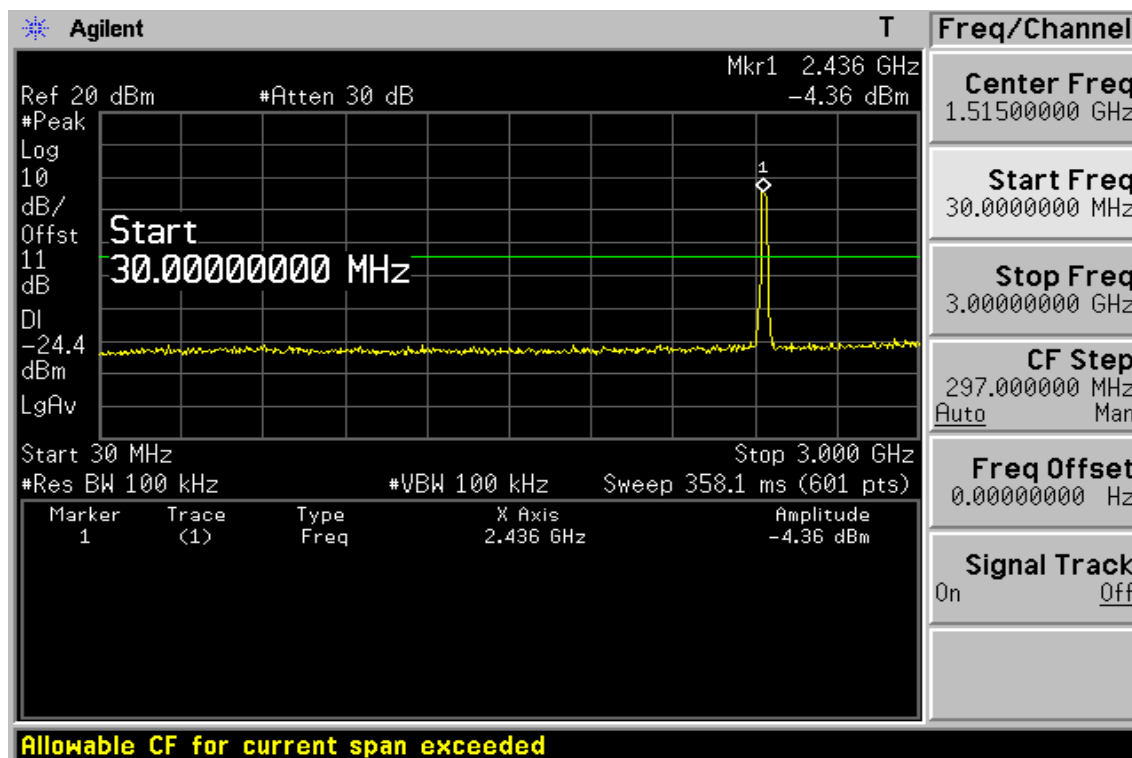 Agilent T
Mkr1 2.436 GHz
Ref 20 dBm #Atten 30 dB -4.36 dBm
#Peak
Log
10
dB/
Offst
11
dB
DI
-24.4
dBm
LgAv
1
Start
30.00000000 MHz
Start 30 MHz Stop 3.000 GHz
#Res BW 100 kHz #VBW 100 kHz Sweep 358.1 ms (601 pts)
Marker Trace Type X Axis Amplitude
1 (1) Freq 2.436 GHz -4.36 dBm
Allowable CF for current span exceeded
Freq/Channel
Center Freq
1.51500000 GHz
Start Freq
30.0000000 MHz
Stop Freq
3.00000000 GHz
CF Step
297.000000 MHz
Auto Man
Freq Offset
0.00000000 Hz
Signal Track
On Off